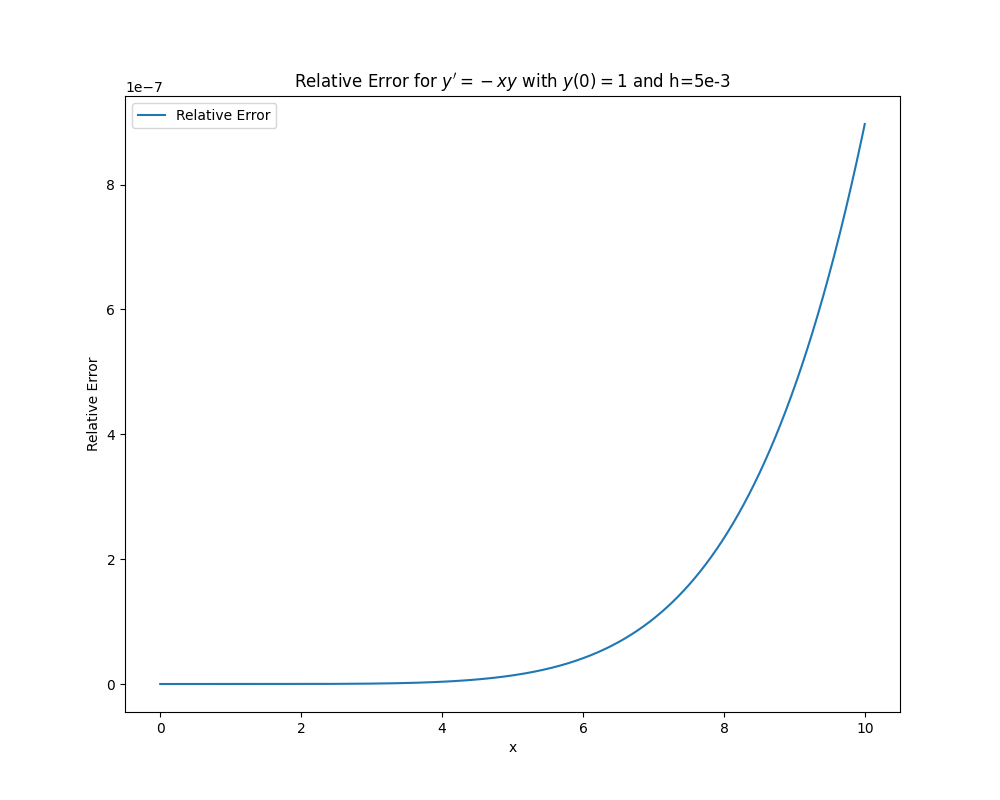 Relative Error for y′ = −xy with y(0) = 1 and h=5e-3
1e−7
Relative Error
8
6
4
2
0
Relative Error
0 2 4 6 8 10
x